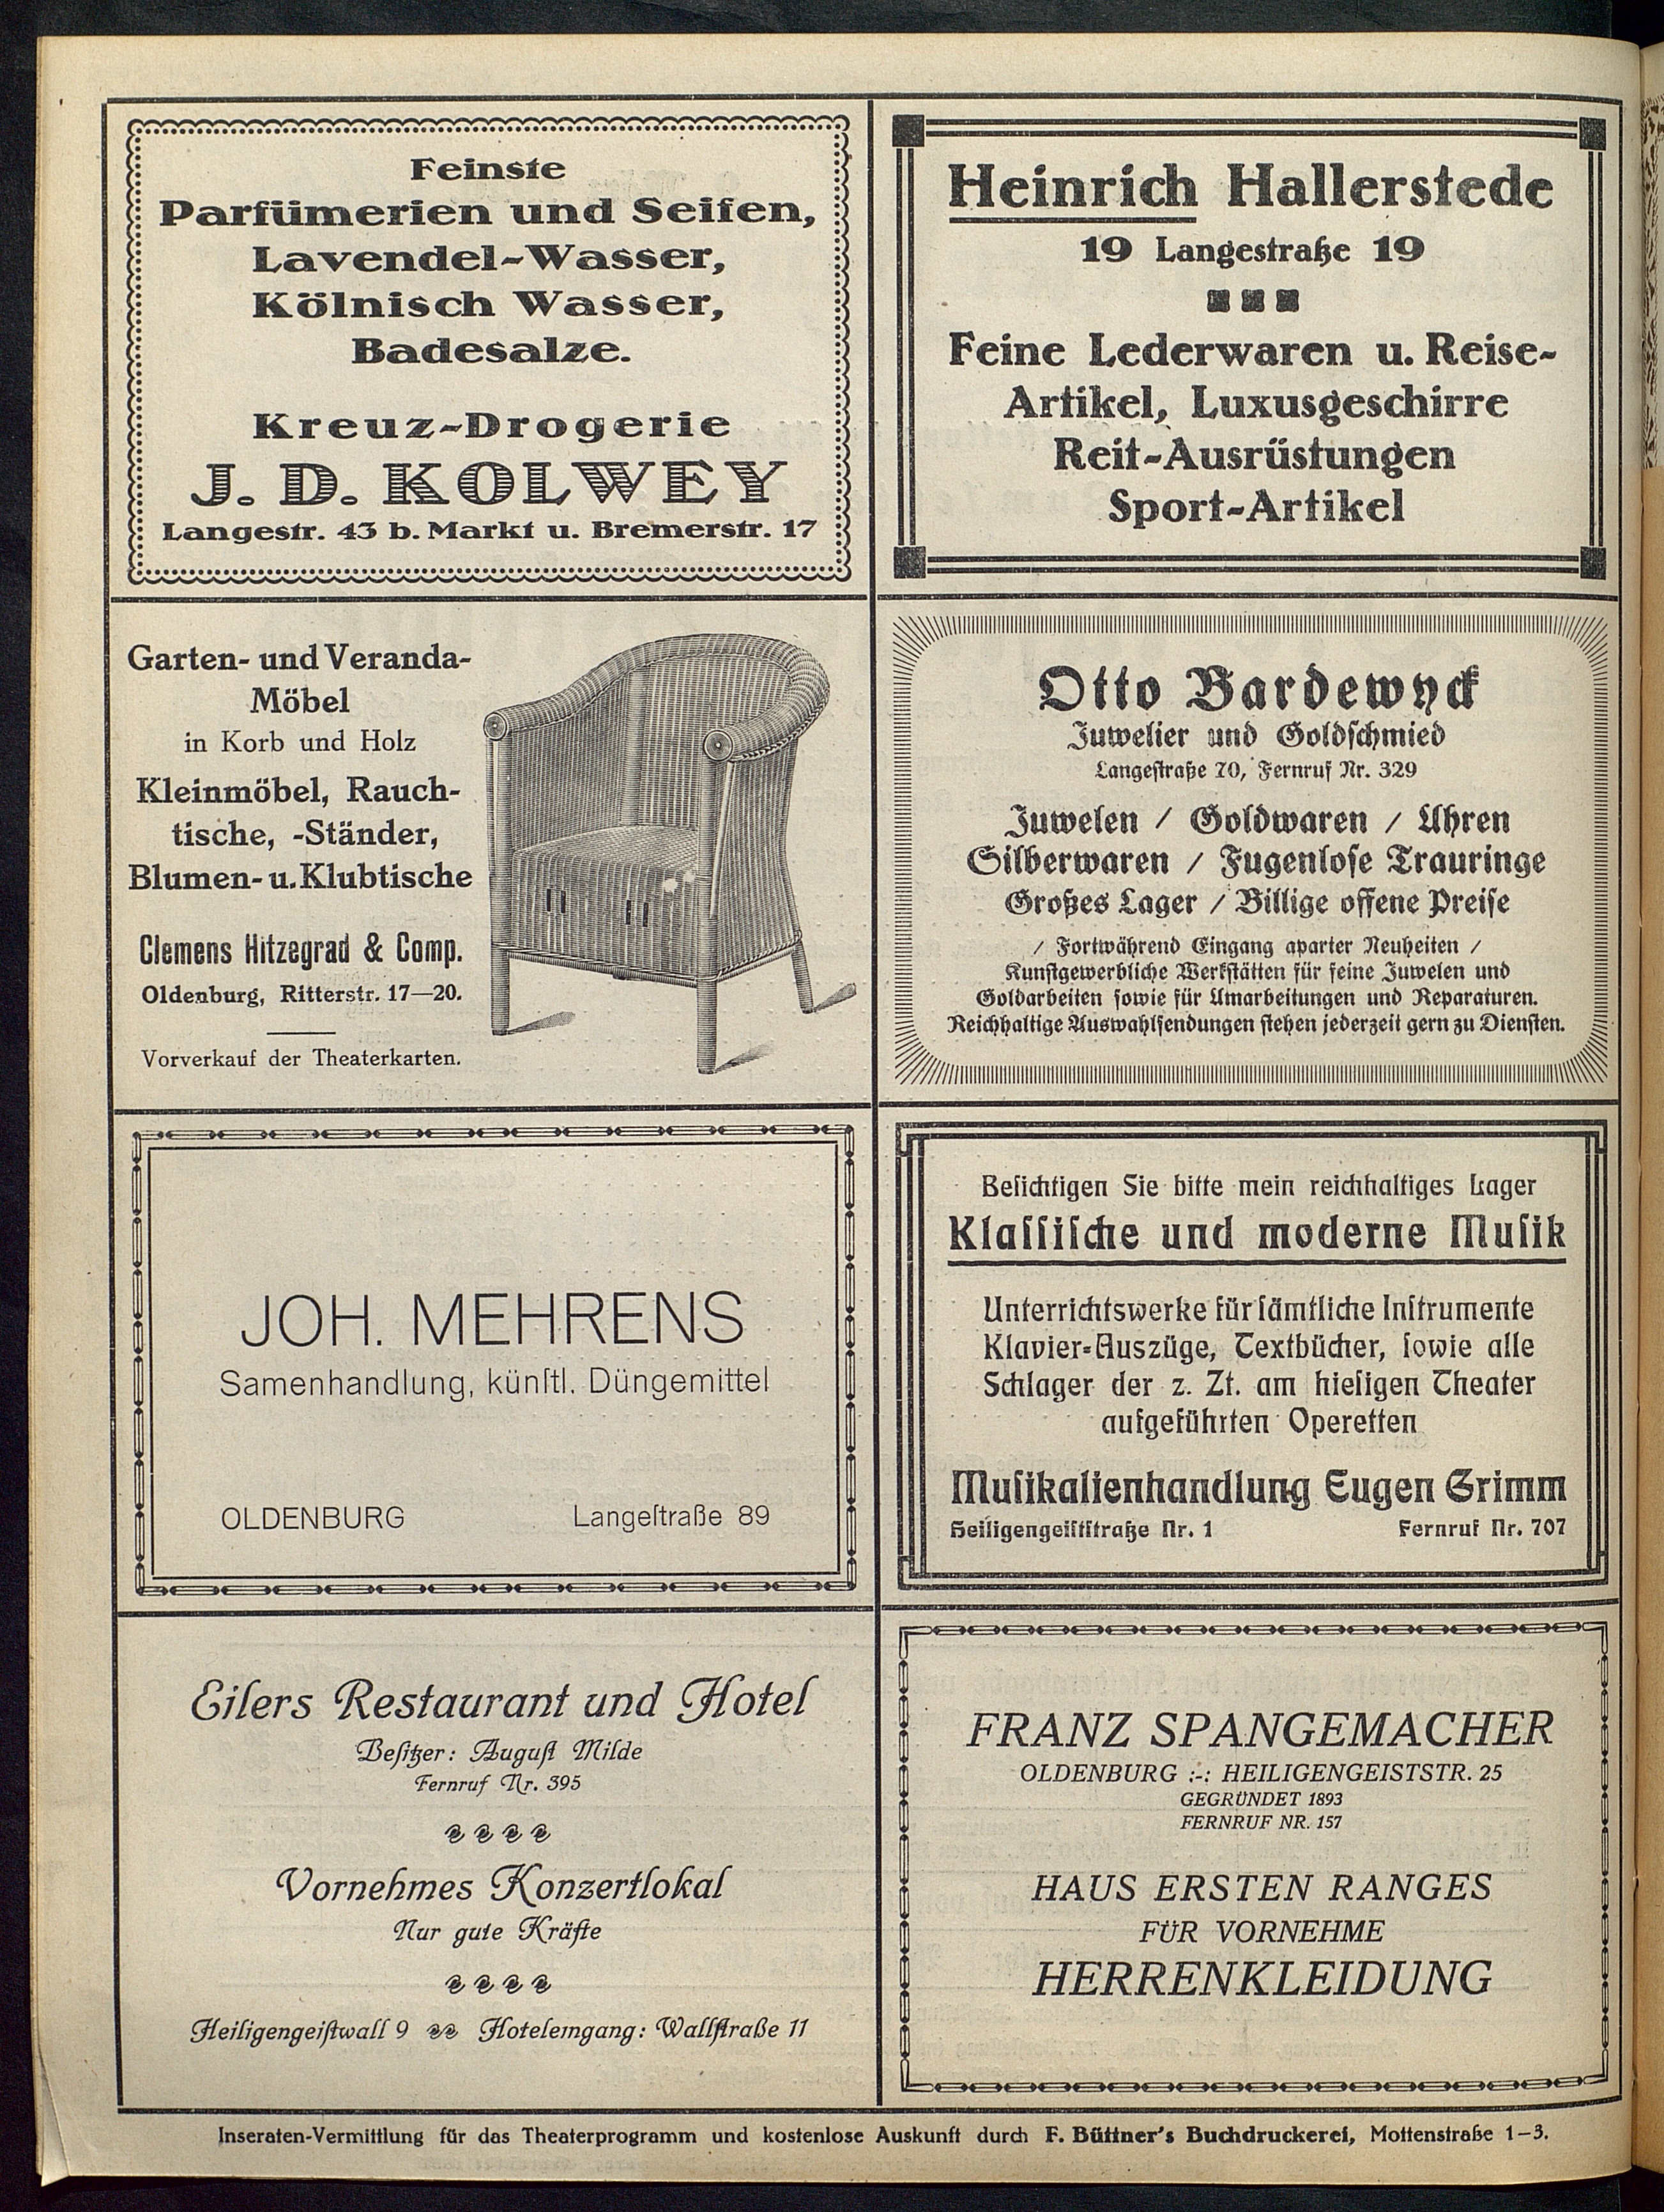 Feinste
Parfümerien und Seifen,
Lavendel-Wasser,
Kölnisch Wasser,
Badesalze.
Kreuz-Drogerie
J. D. KOLWEY
Langestr. 43 b. Markt u. Bremerstr. 17
Heinrich Hallerstede
19 Langestraße 19
Feine Lederwaren u. Reise-
Artikel, Luxusgeschirre
Reit-Ausrüstungen
Sport-Artikel
Garten- und Veranda-
Möbel
in Korb und Holz
Kleinmöbel, Rauch-
tische, -Ständer,
Blumen- u. Klubtische
Clemens Hitzegrad & Comp.
Oldenburg, Ritterstr. 17—20.
Vorverkauf der Theaterkarten.
Otto Bardewyck
Juwelier und Goldſchmied
Langeſtraße 70, Fernruf Nr. 329
Juwelen / Goldwaren / Uhren
Silberwaren / Fugenloſe Trauringe
Großes Lager / Billige offene Preiſe
/ Fortwährend Eingang aparter Neuheiten /
Kunſtgewerbliche Werkſtätten für feine Juwelen und
Goldarbeiten ſowie für Umarbeitungen und Reparaturen.
Reichhaltige Auswahlſendungen ſtehen jederzeit gern zu Dienſten.
JOH. MEHRENS
Samenhandlung, künſtl. Düngemittel
OLDENBURG Langeſtraße 89
Beſichtigen Sie bitte mein reichhaltiges Lager
Klaſſiſche und moderne Muſik
Unterrichtswerke für ſämtliche Inſtrumente
Klavier-Auszüge, Textbücher, ſowie alle
Schlager der z. Zt. am hieſigen Theater
aufgeführten Operetten
Muſikalienhandlung Eugen Grimm
Heiligengeiſtſtraße Nr. 1 Fernruf Nr. 707
Eilers Restaurant und Hotel
Beſitzer: Auguſt Milde
Fernruf Nr. 395
Vornehmes Konzertlokal
Nur gute Kräfte
Heiligengeiſtwall 9 Hoteleingang: Wallſtraße 11
FRANZ SPANGEMACHER
OLDENBURG :-: HEILIGENGEISTSTR. 25
GEGRÜNDET 1893
FERNRUF NR. 157
HAUS ERSTEN RANGES
FÜR VORNEHME
HERRENKLEIDUNG
Inseraten-Vermittlung für das Theaterprogramm und kostenlose Auskunft durch F. Büttner's Buchdruckerei, Mottenstraße 1–3.